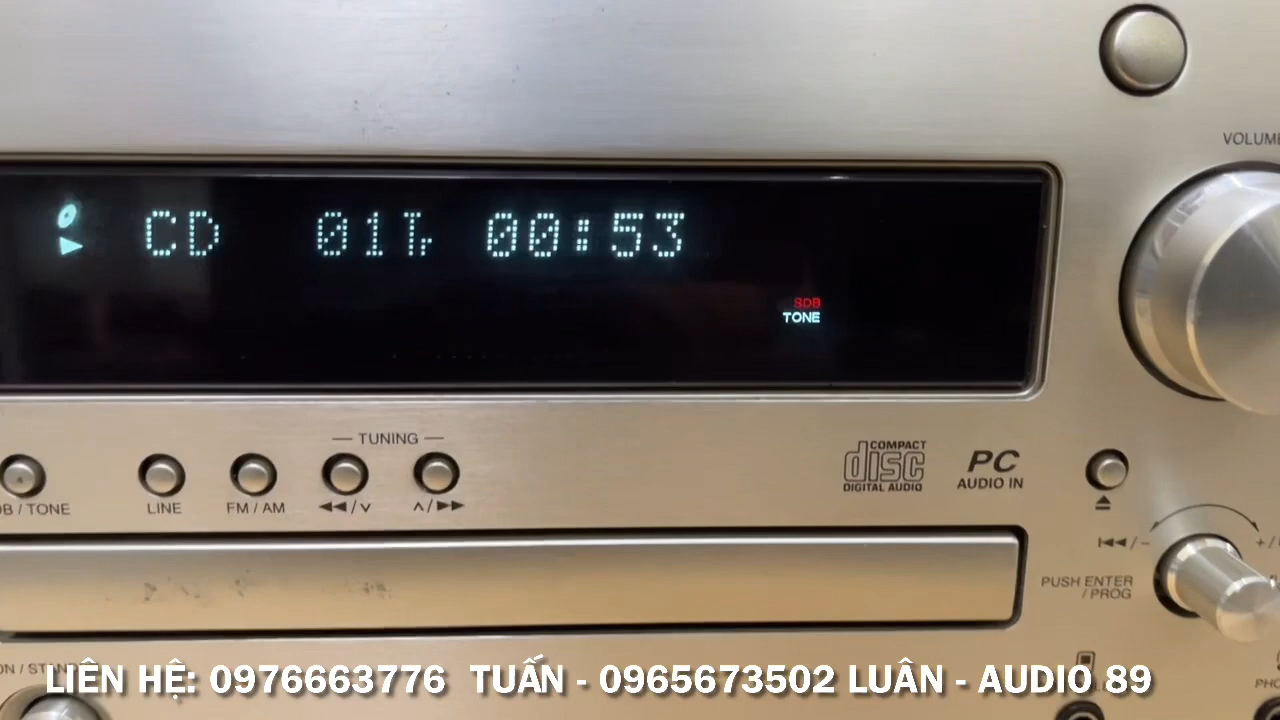 VOLUME
CD 01Tr 00:53
SDB
TONE
TUNING
COMPACT
disc
DIGITAL AUDIO
PC
AUDIO IN
/ TONE
LINE
FM / AM
◀◀ / ∨
∧ / ▶▶
⏮ / −
PUSH ENTER
/ PROG
LIÊN HỆ: 0976663776 TUẤN - 0965673502 LUÂN - AUDIO 89